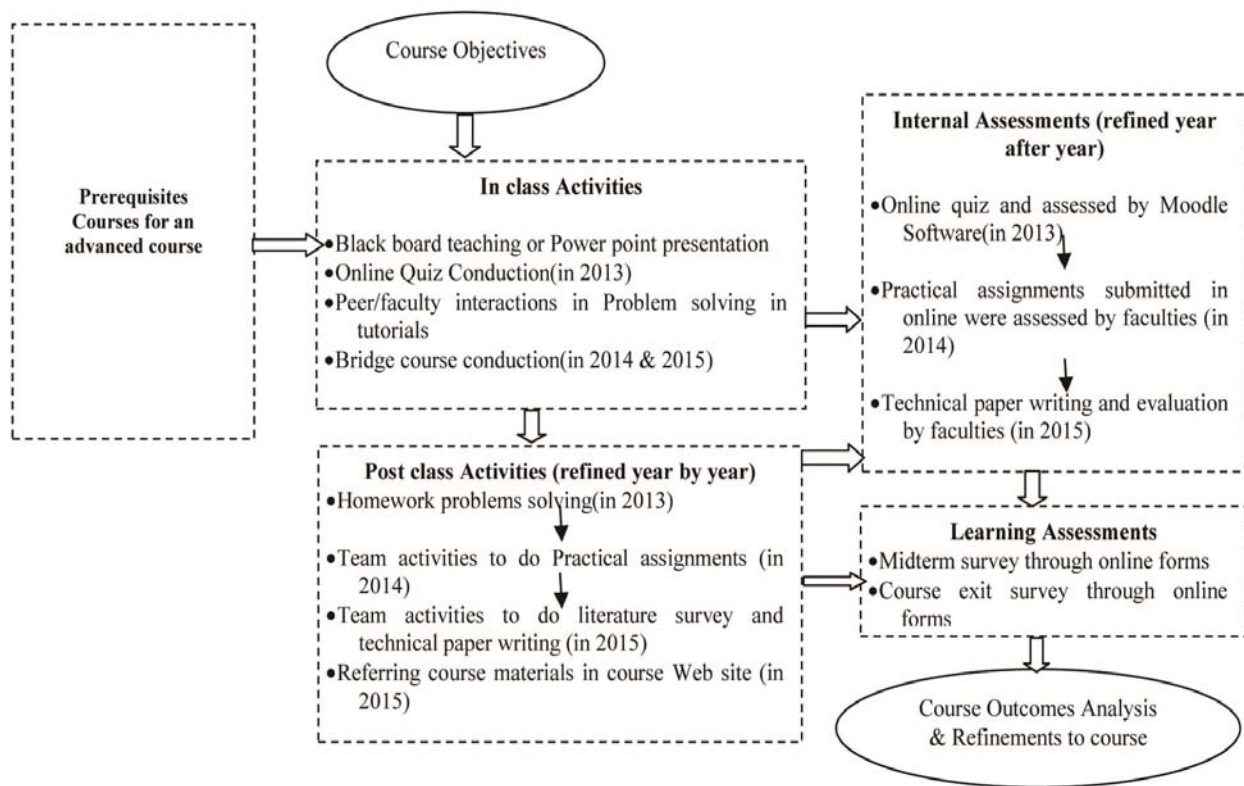 Course Objectives
Prerequisites
Courses for an
advanced course
In class Activities
•Black board teaching or Power point presentation
•Online Quiz Conduction(in 2013)
•Peer/faculty interactions in Problem solving in
tutorials
•Bridge course conduction(in 2014 & 2015)
Post class Activities (refined year by year)
•Homework problems solving(in 2013)
•Team activities to do Practical assignments (in
2014)
•Team activities to do literature survey and
technical paper writing (in 2015)
•Referring course materials in course Web site (in
2015)
Internal Assessments (refined year
after year)
•Online quiz and assessed by Moodle
Software(in 2013)
•Practical assignments submitted in
online were assessed by faculties (in
2014)
•Technical paper writing and evaluation
by faculties (in 2015)
Learning Assessments
•Midterm survey through online forms
•Course exit survey through online
forms
Course Outcomes Analysis
& Refinements to course